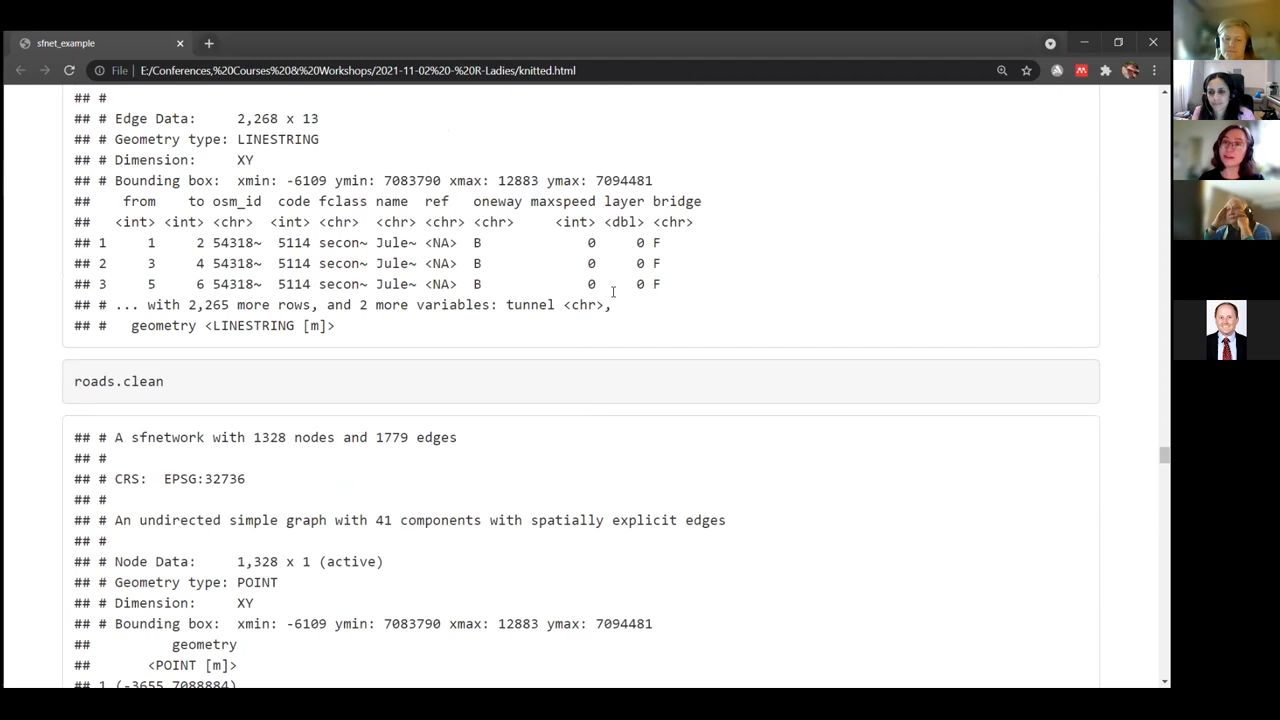 sfnet_example
File E:/Conferences,%20Courses%20&%20Workshops/2021-11-02%20-%20R-Ladies/knitted.html
## #
## # Edge Data:     2,268 x 13
## # Geometry type: LINESTRING
## # Dimension:     XY
## # Bounding box:  xmin: -6109 ymin: 7083790 xmax: 12883 ymax: 7094481
##    from    to osm_id  code fclass name  ref   oneway maxspeed layer bridge
##   <int> <int> <chr>  <int> <chr>  <chr> <chr> <chr>     <int> <dbl> <chr>
## 1     1     2 54318~  5114 secon~ Jule~ <NA>  B             0     0 F
## 2     3     4 54318~  5114 secon~ Jule~ <NA>  B             0     0 F
## 3     5     6 54318~  5114 secon~ Jule~ <NA>  B             0     0 F
## # ... with 2,265 more rows, and 2 more variables: tunnel <chr>,
## #   geometry <LINESTRING [m]>
roads.clean
## # A sfnetwork with 1328 nodes and 1779 edges
## #
## # CRS:  EPSG:32736
## #
## # An undirected simple graph with 41 components with spatially explicit edges
## #
## # Node Data:     1,328 x 1 (active)
## # Geometry type: POINT
## # Dimension:     XY
## # Bounding box:  xmin: -6109 ymin: 7083790 xmax: 12883 ymax: 7094481
##            geometry
##         <POINT [m]>
## 1 (-3655 7088884)